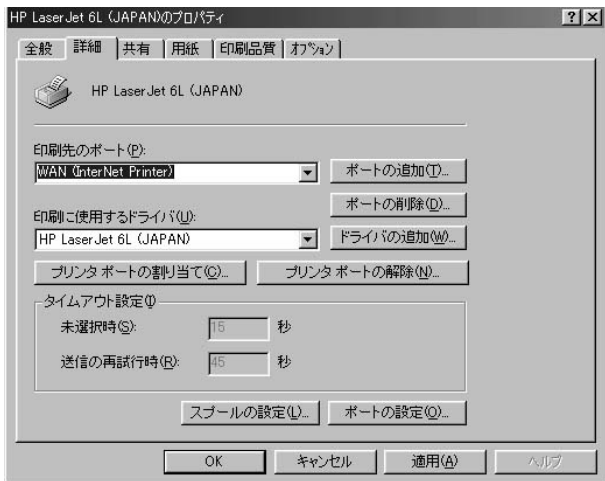 HP LaserJet 6L (JAPAN)のプロパティ
全般 詳細 共有 用紙 印刷品質 オプション
HP LaserJet 6L (JAPAN)
印刷先のポート(P):
WAN (InterNet Printer) ポートの追加(T)...
ポートの削除(D)...
印刷に使用するドライバ(U):
HP LaserJet 6L (JAPAN) ドライバの追加(W)...
プリンタ ポートの割り当て(C)... プリンタ ポートの解除(N)...
タイムアウト設定(I)
未選択時(S): 15 秒
送信の再試行時(R): 45 秒
スプールの設定(L)... ポートの設定(O)...
OK キャンセル 適用(A) ヘルプ